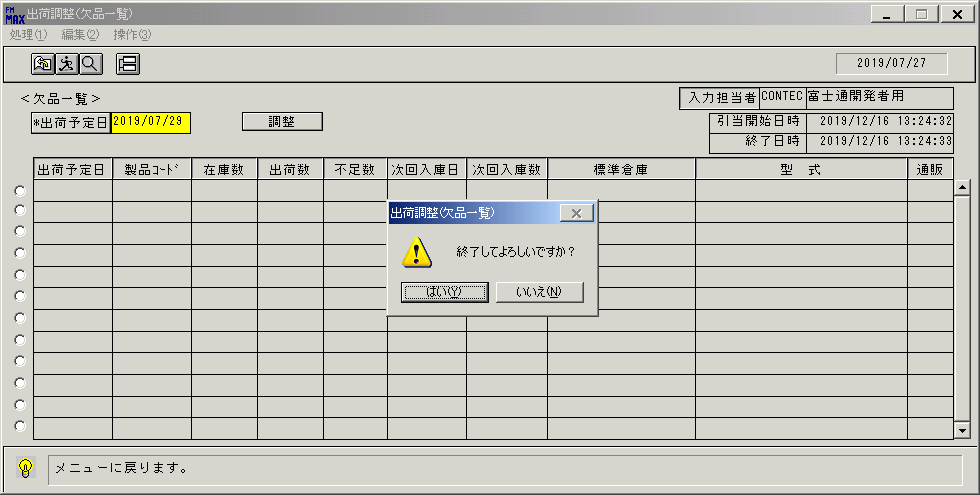 FM MAX 出荷調整(欠品一覧)
処理(1) 編集(2) 操作(3)
2019/07/27
<欠品一覧>
入力担当者 CONTEC 富士通開発者用
*出荷予定日 2019/07/29 調整
引当開始日時 2019/12/16 13:24:32
終了日時 2019/12/16 13:24:33
出荷予定日 製品ｺｰﾄﾞ 在庫数 出荷数 不足数 次回入庫日 次回入庫数 標準倉庫 型 式 通販
出荷調整(欠品一覧)
終了してよろしいですか？
はい(Y) いいえ(N)
メニューに戻ります。